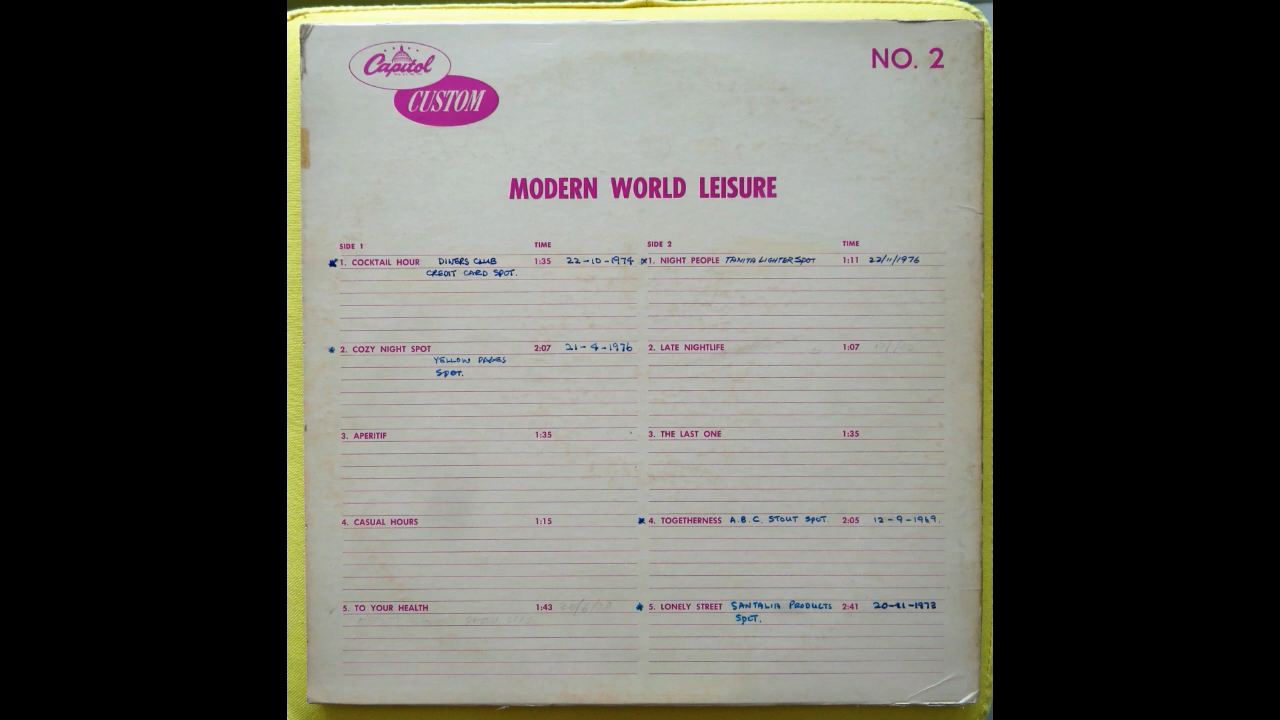 Capitol
CUSTOM
NO. 2
MODERN WORLD LEISURE
SIDE 1 TIME
1. COCKTAIL HOUR DINERS CLUB 1:35 22-10-1974
CREDIT CARD SPOT.
2. COZY NIGHT SPOT 2:07 21-4-1976
YELLOW PAGES
SPOT.
3. APERITIF 1:35
4. CASUAL HOURS 1:15
5. TO YOUR HEALTH 1:43
SIDE 2 TIME
1. NIGHT PEOPLE TANITA LIGHTER SPOT 1:11 22/11/1976
2. LATE NIGHTLIFE 1:07
3. THE LAST ONE 1:35
4. TOGETHERNESS A.B.C. STOUT SPOT. 2:05 12-9-1969.
5. LONELY STREET SANTALIA PRODUCTS 2:41 20-11-1973
SPOT.